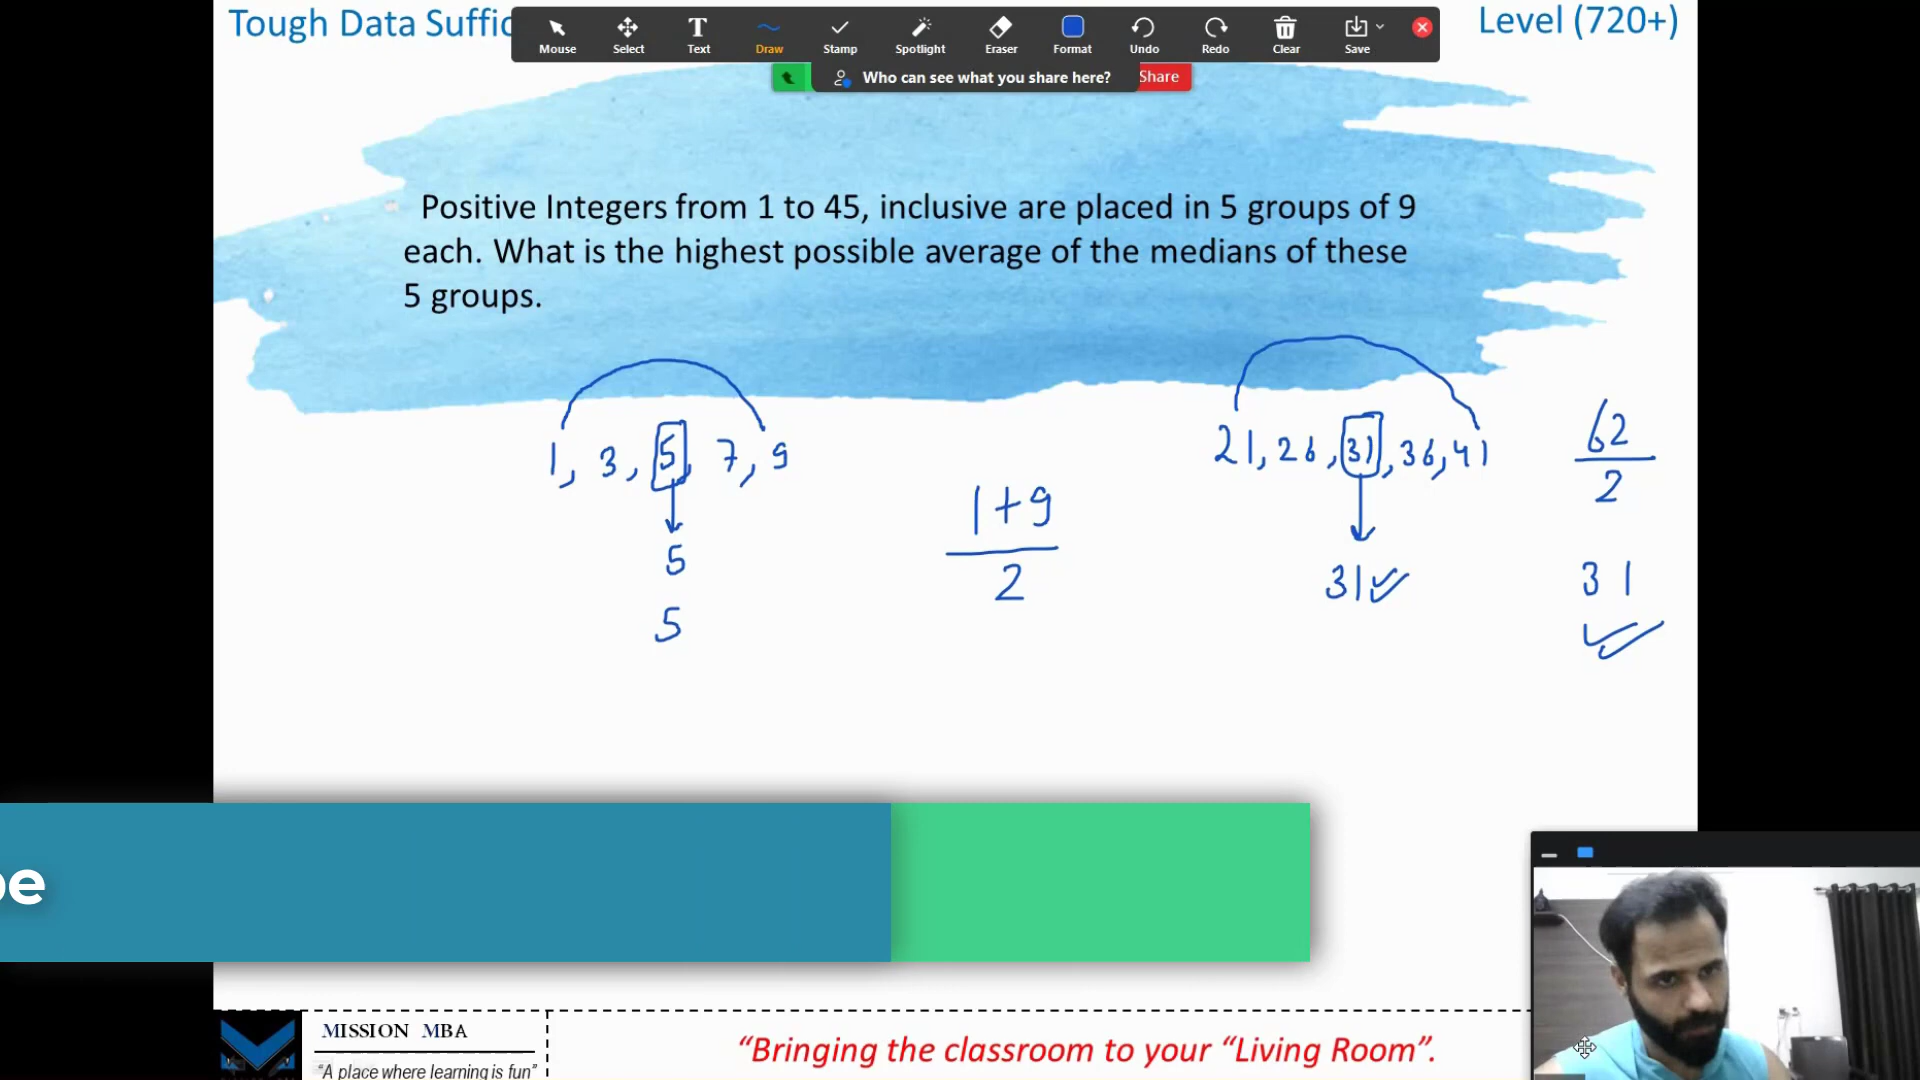 Tough Data Suffic
Level (720+)
Mouse
Select
Text
Draw
Stamp
Spotlight
Eraser
Format
Undo
Redo
Clear
Save
Who can see what you share here?
Share
Positive Integers from 1 to 45, inclusive are placed in 5 groups of 9
each. What is the highest possible average of the medians of these
5 groups.
1, 3, 5, 7, 9
5
5
1+9
2
21, 26, 31, 36, 41
31
62
2
31
be
MISSION MBA
"A place where learning is fun"
“Bringing the classroom to your “Living Room”.